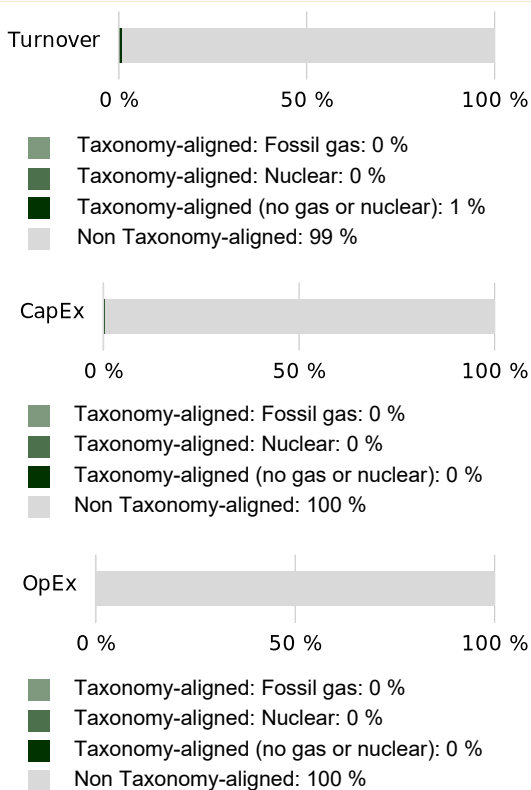 Turnover
0 %
50 %
100 %
Taxonomy-aligned: Fossil gas: 0 %
Taxonomy-aligned: Nuclear: 0 %
Taxonomy-aligned (no gas or nuclear): 1 %
Non Taxonomy-aligned: 99 %
CapEx
0 %
50 %
100 %
Taxonomy-aligned: Fossil gas: 0 %
Taxonomy-aligned: Nuclear: 0 %
Taxonomy-aligned (no gas or nuclear): 0 %
Non Taxonomy-aligned: 100 %
OpEx
0 %
50 %
100 %
Taxonomy-aligned: Fossil gas: 0 %
Taxonomy-aligned: Nuclear: 0 %
Taxonomy-aligned (no gas or nuclear): 0 %
Non Taxonomy-aligned: 100 %